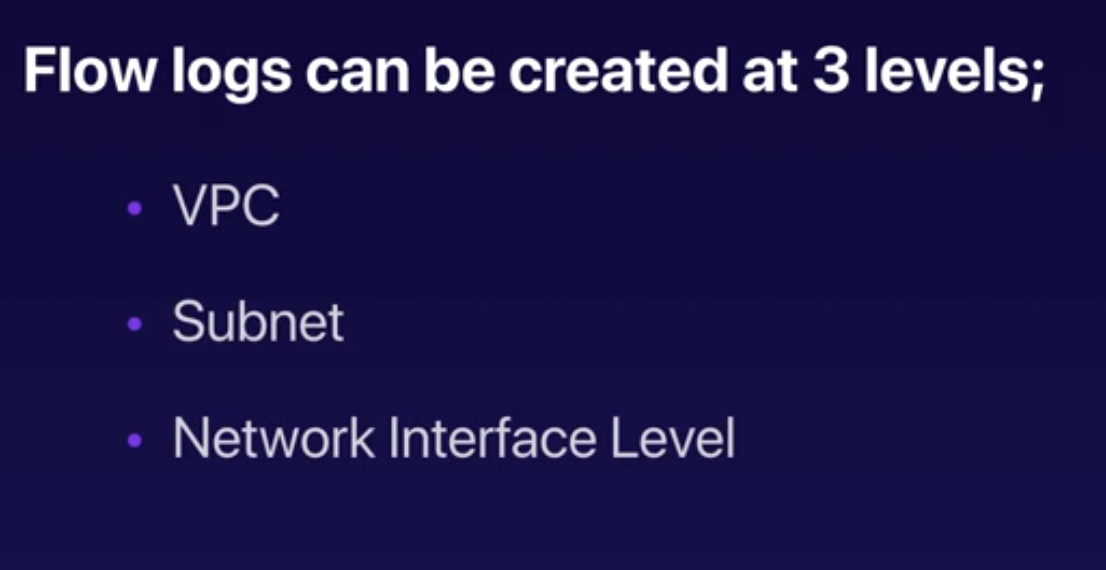 Flow logs can be created at 3 levels;
• VPC
• Subnet
• Network Interface Level